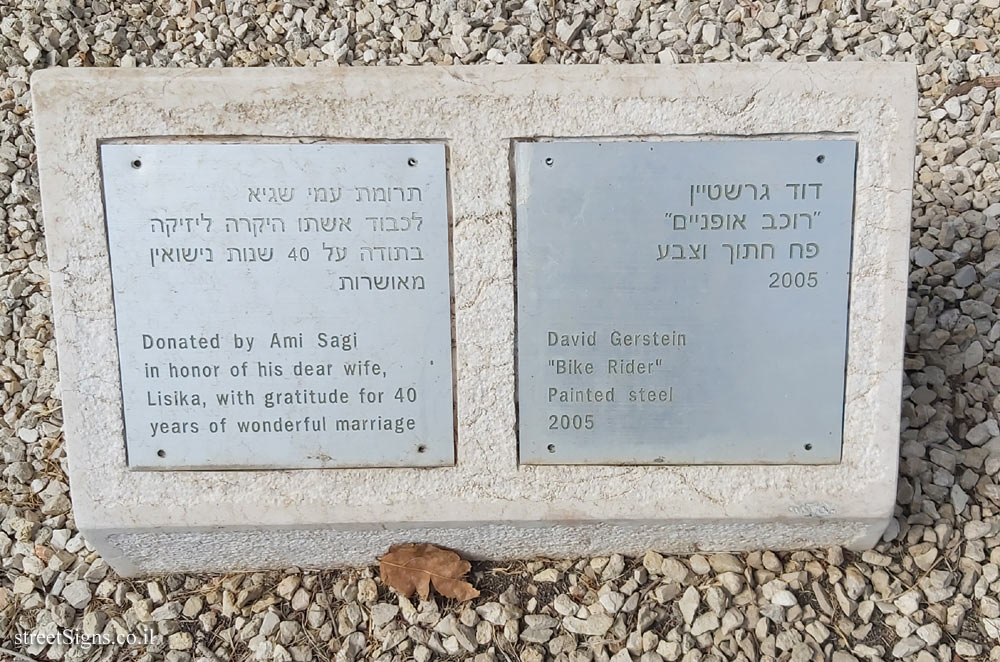 תרומת עמי שגיא
לכבוד אשתו היקרה ליזיקה
בתודה על 40 שנות נישואין
מאושרות
Donated by Ami Sagi
in honor of his dear wife,
Lisika, with gratitude for 40
years of wonderful marriage
דוד גרשטיין
"רוכב אופניים"
פח חתוך וצבע
2005
David Gerstein
"Bike Rider"
Painted steel
2005
streetSigns.co.il